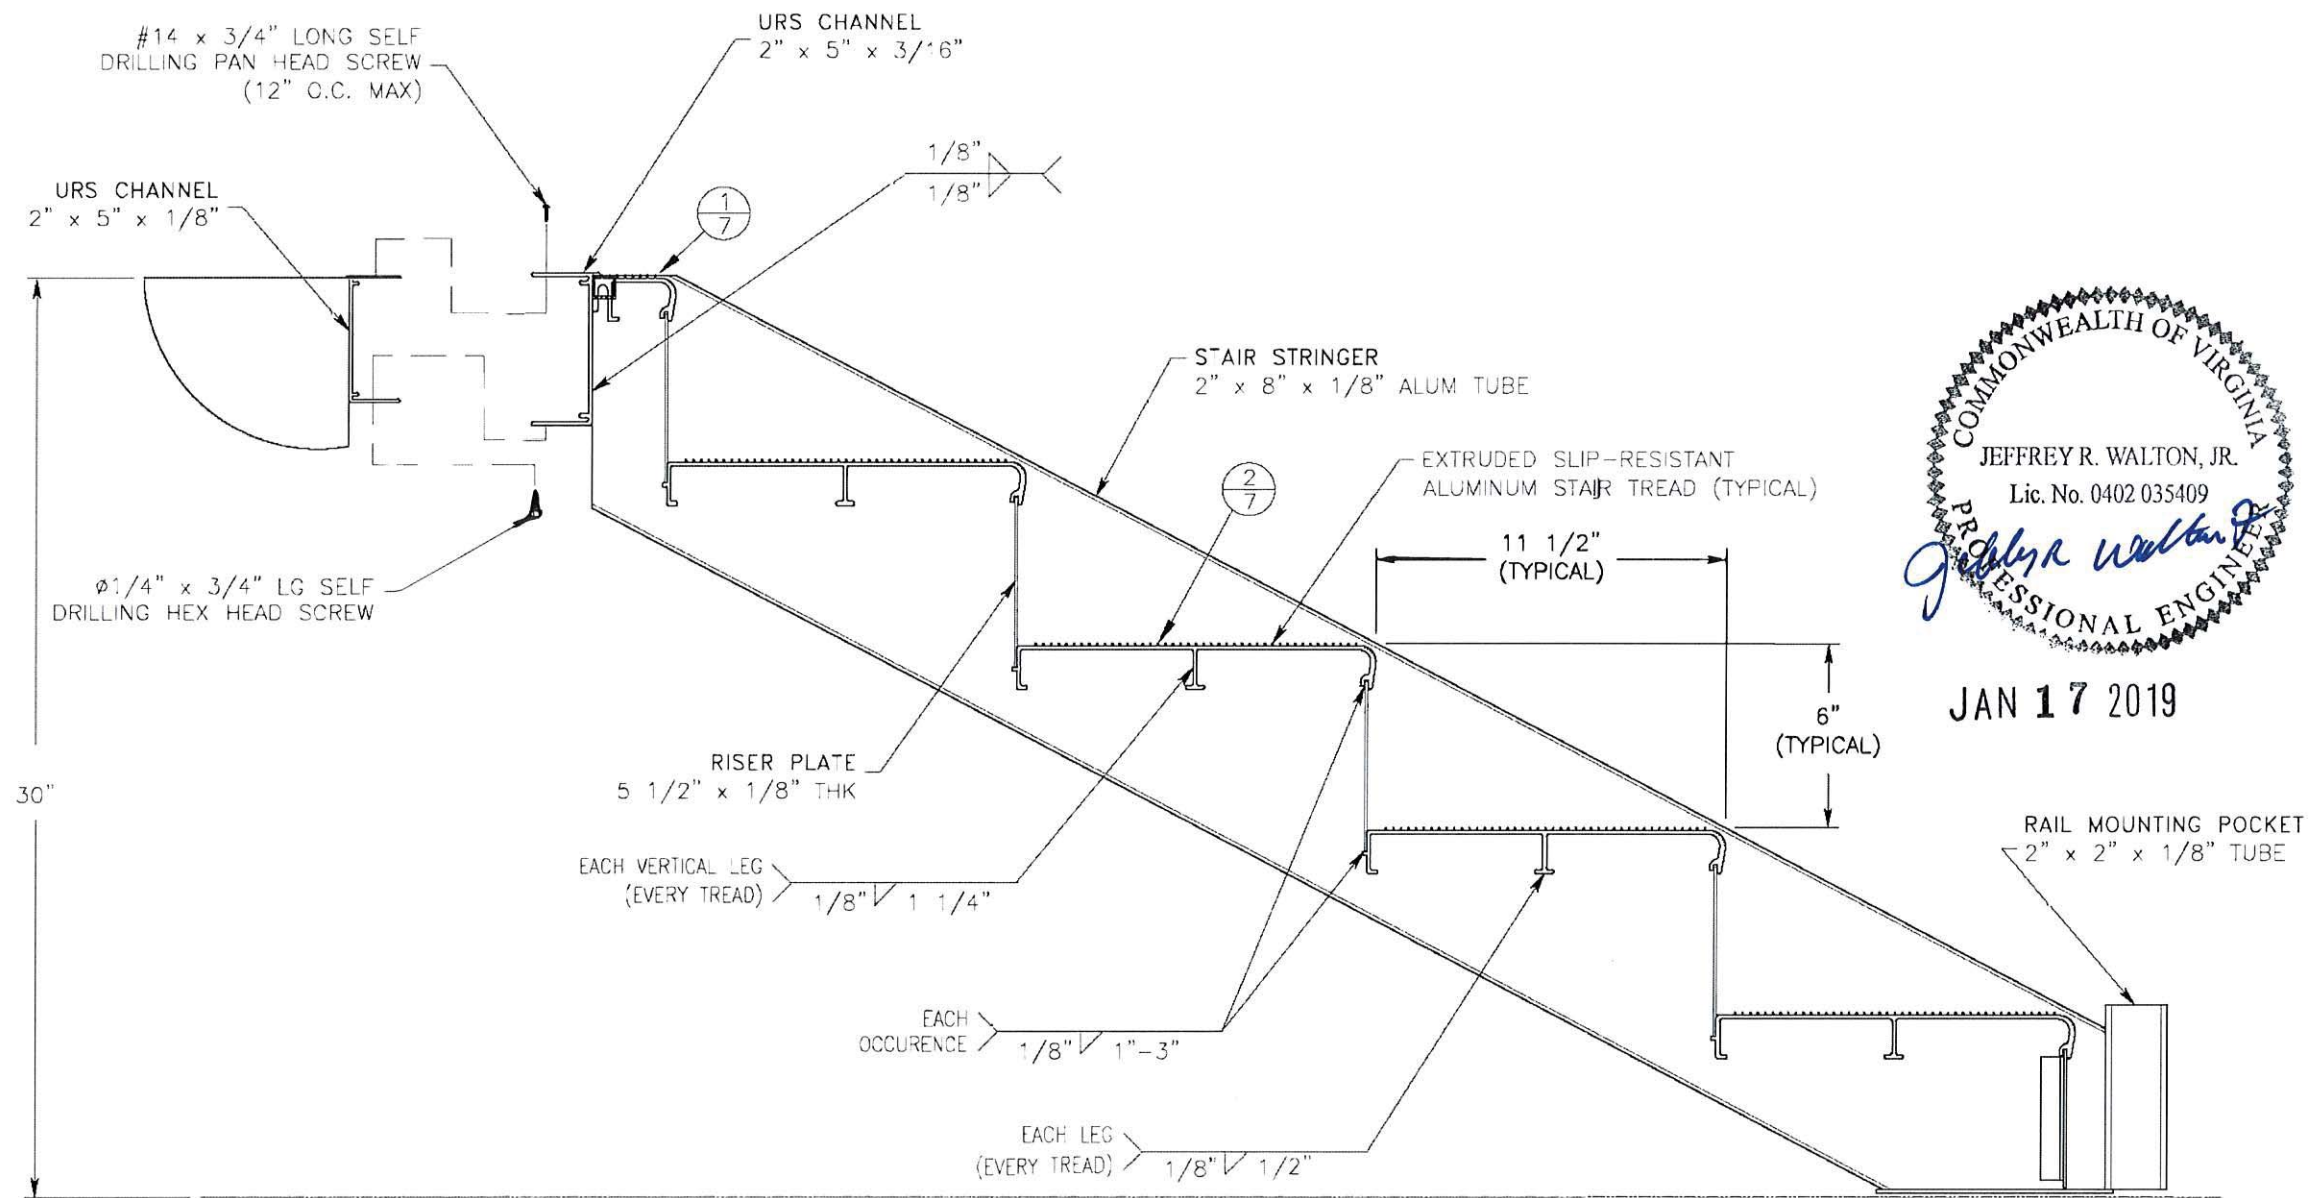 #14 x 3/4" LONG SELF
DRILLING PAN HEAD SCREW
(12" O.C. MAX)
URS CHANNEL
2" x 5" x 3/16"
1/8"
1/8"
URS CHANNEL
2" x 5" x 1/8"
1
7
STAIR STRINGER
2" x 8" x 1/8" ALUM TUBE
EXTRUDED SLIP-RESISTANT
ALUMINUM STAIR TREAD (TYPICAL)
2
7
11 1/2"
(TYPICAL)
ø1/4" x 3/4" LG SELF
DRILLING HEX HEAD SCREW
COMMONWEALTH OF VIRGINIA
JEFFREY R. WALTON, JR.
Lic. No. 0402 035409
PROFESSIONAL ENGINEER
JAN 17 2019
6"
(TYPICAL)
RISER PLATE
5 1/2" x 1/8" THK
30"
RAIL MOUNTING POCKET
2" x 2" x 1/8" TUBE
EACH VERTICAL LEG
(EVERY TREAD)
1/8" 1 1/4"
EACH
OCCURENCE
1/8" 1"-3"
EACH LEG
(EVERY TREAD)
1/8" 1/2"